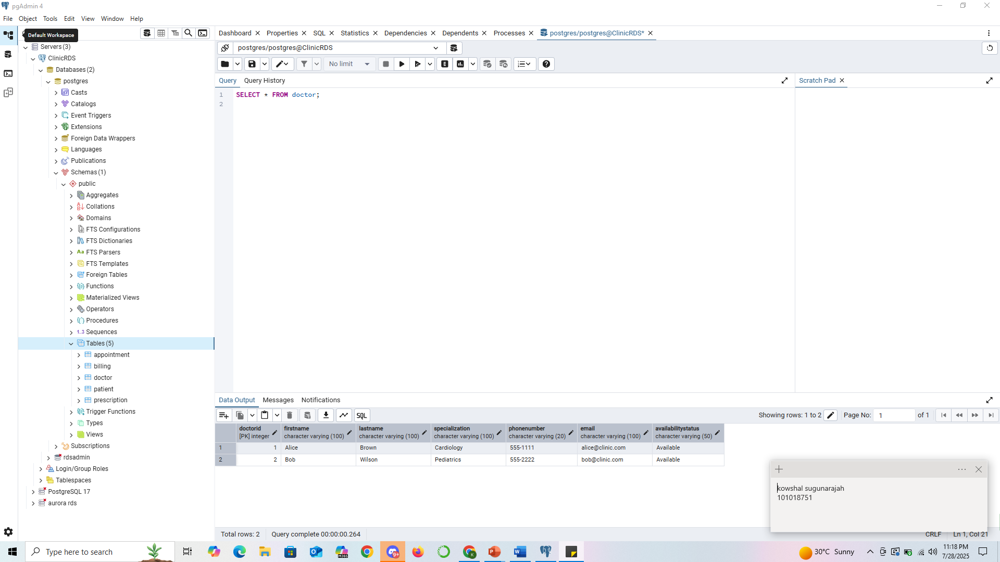 pgAdmin 4
File Object Tools Edit View Window Help
Default Workspace
Servers (3)
ClinicRDS
Databases (2)
postgres
Casts
Catalogs
Event Triggers
Extensions
Foreign Data Wrappers
Languages
Publications
Schemas (1)
public
Aggregates
Collations
Domains
FTS Configurations
FTS Dictionaries
FTS Parsers
FTS Templates
Foreign Tables
Functions
Materialized Views
Operators
Procedures
Sequences
Tables (5)
appointment
billing
doctor
patient
prescription
Trigger Functions
Types
Views
Subscriptions
rdsadmin
Login/Group Roles
Tablespaces
PostgreSQL 17
aurora rds
Dashboard Properties SQL Statistics Dependencies Dependents Processes postgres/postgres@ClinicRDS*
postgres/postgres@ClinicRDS
No limit
Query Query History
Scratch Pad
1 SELECT * FROM doctor;
2
Data Output Messages Notifications
SQL
Showing rows: 1 to 2 Page No: 1 of 1
doctorid firstname lastname specialization phonenumber email availabilitystatus
[PK] integer character varying (100) character varying (100) character varying (100) character varying (20) character varying (100) character varying (50)
1 1 Alice Brown Cardiology 555-1111 alice@clinic.com Available
2 2 Bob Wilson Pediatrics 555-2222 bob@clinic.com Available
kowshal sugunarajah
101018751
Total rows: 2 Query complete 00:00:00.264
CRLF Ln 1, Col 21
Type here to search
30°C Sunny
11:18 PM
7/28/2025